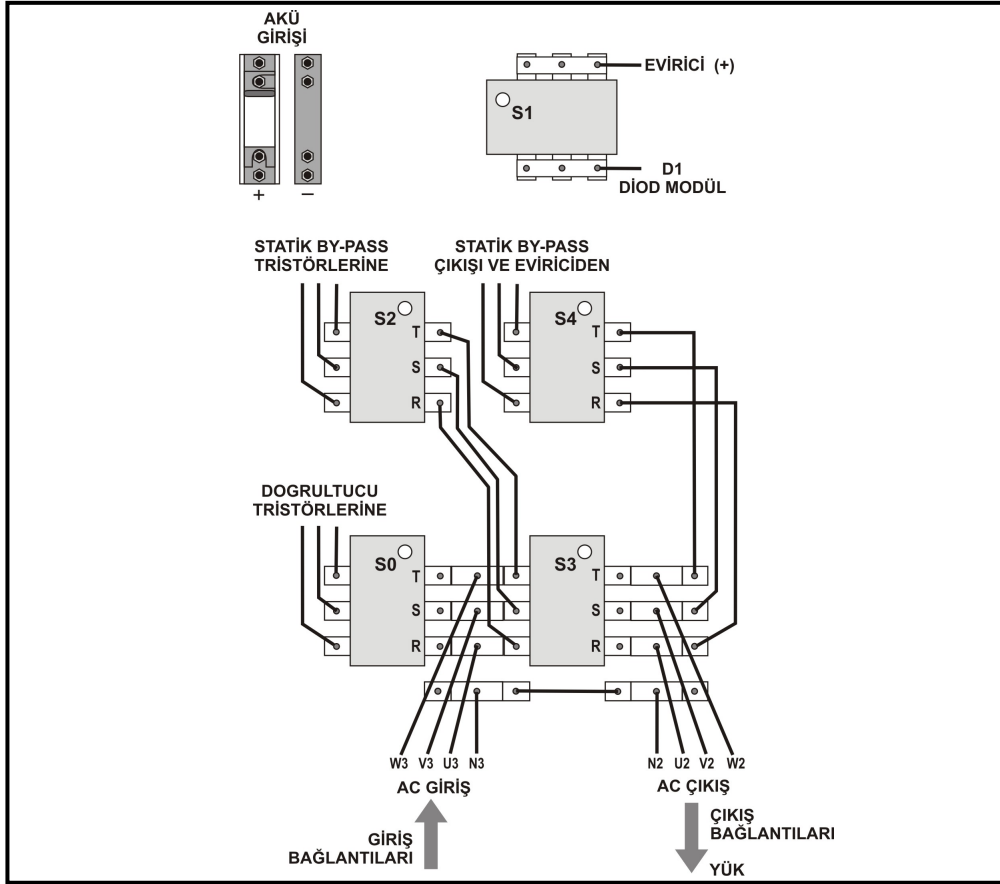 AKÜ
GİRİŞİ
+ −
EVİRİCİ (+)
S1
D1
DİOD MODÜL
STATİK BY-PASS
TRİSTÖRLERİNE
STATİK BY-PASS
ÇIKIŞI VE EVİRİCİDEN
S2
T
S
R
S4
T
S
R
DOGRULTUCU
TRİSTÖRLERİNE
S0
T
S
R
S3
T
S
R
W3 V3 U3 N3
N2 U2 V2 W2
AC GİRİŞ
AC ÇIKIŞ
GİRİŞ
BAĞLANTILARI
ÇIKIŞ
BAĞLANTILARI
YÜK